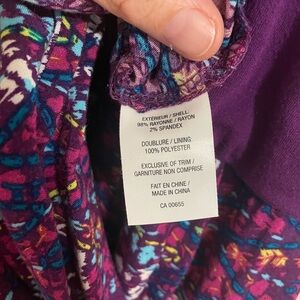 EXTÉRIEUR / SHELL:
98% RAYONNE / RAYON
2% SPANDEX
DOUBLURE / LINING:
100% POLYESTER
EXCLUSIVE OF TRIM /
GARNITURE NON COMPRISE
FAIT EN CHINE /
MADE IN CHINA
CA 00655